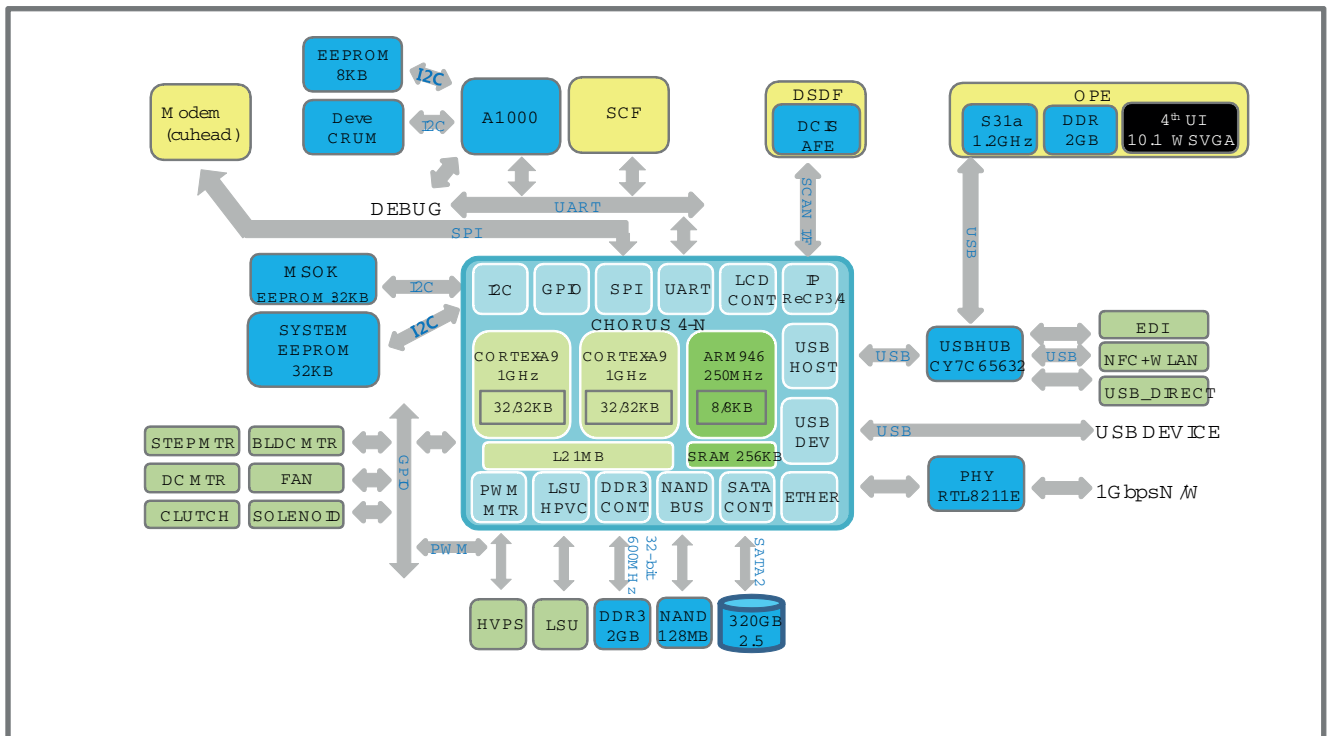 EEPROM
8KB
I2C
Modem
(cuhead)
Deve
CRUM
I2C
A1000
SCF
DSDF
DCIS
AFE
OPE
S31a
1.2GHz
DDR
2GB
4th UI
10.1 WSVGA
DEBUG
UART
SPI
SCAN I/F
USB
MSOK
EEPROM 32KB
I2C
SYSTEM
EEPROM
32KB
I2C
I2C
GPIO
SPI
UART
LCD
CONT
IP
ReCP3/4
CHORUS 4-N
CORTEXA9
1GHz
32/32KB
CORTEXA9
1GHz
32/32KB
ARM946
250MHz
8/8KB
USB
HOST
USB
DEV
L2 1MB
SRAM 256KB
PWM
MTR
LSU
HPVC
DDR3
CONT
NAND
BUS
SATA
CONT
ETHER
USB
USBHUB
CY7C65632
USB
EDI
NFC+WLAN
USB_DIRECT
USB
USB DEVICE
PHY
RTL8211E
1Gbps N/W
STEP MTR
BLDC MTR
DC MTR
FAN
CLUTCH
SOLENOID
GPIO
PWM
32-bit
600MHz
SATA2
HVPS
LSU
DDR3
2GB
NAND
128MB
320GB
2.5